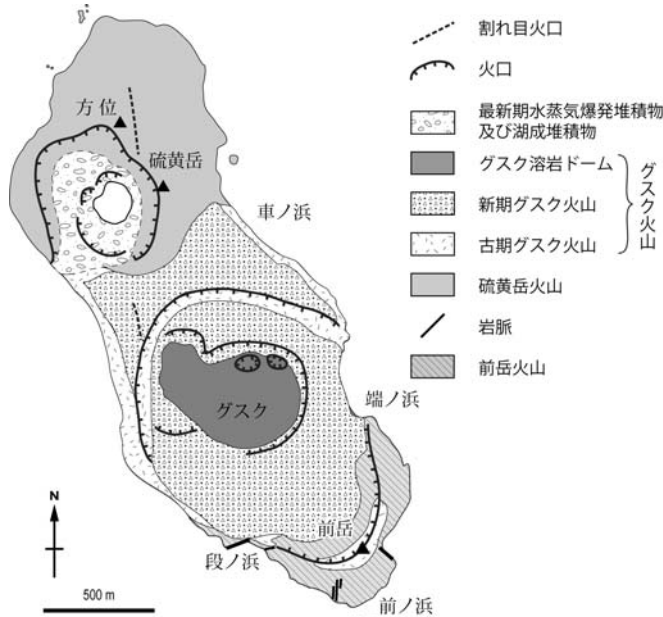 方位
硫黄岳
車ノ浜
グスク
端ノ浜
前岳
段ノ浜
前ノ浜
N
500 m
割れ目火口
火口
最新期水蒸気爆発堆積物
及び湖成堆積物
グスク溶岩ドーム
新期グスク火山
古期グスク火山
グスク火山
硫黄岳火山
岩脈
前岳火山